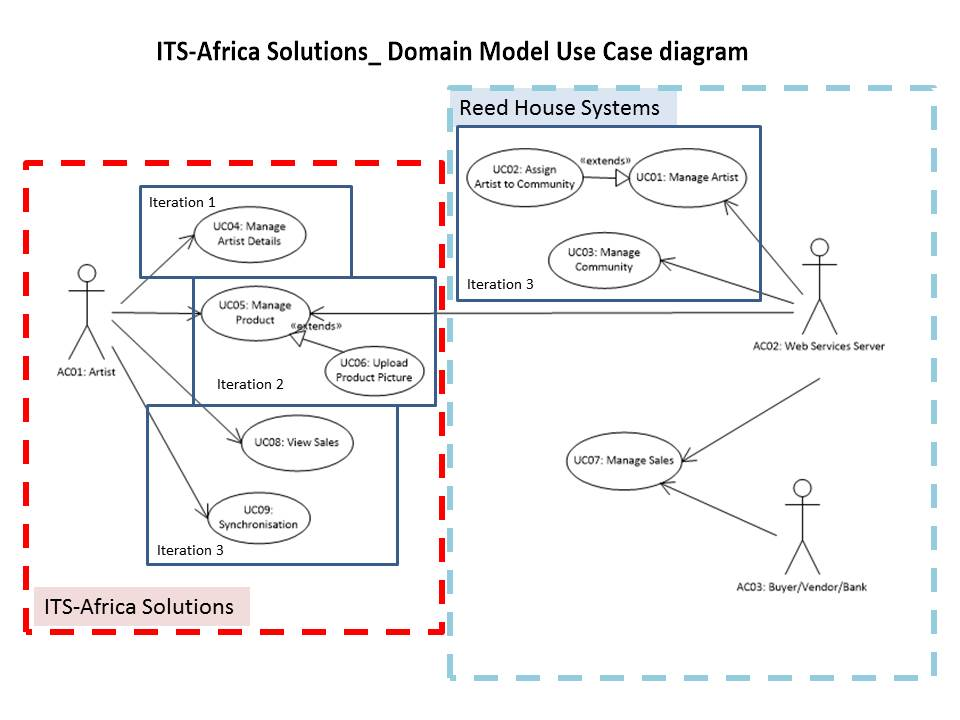 ITS-Africa Solutions_ Domain Model Use Case diagram
Reed House Systems
«extends»
UC02: Assign
Artist to Community
UC01: Manage Artist
UC03: Manage
Community
Iteration 3
Iteration 1
UC04: Manage
Artist Details
UC05: Manage
Product
«extends»
UC06: Upload
Product Picture
Iteration 2
AC01: Artist
AC02: Web Services Server
UC08: View Sales
UC09:
Synchronisation
Iteration 3
UC07: Manage Sales
AC03: Buyer/Vendor/Bank
ITS-Africa Solutions